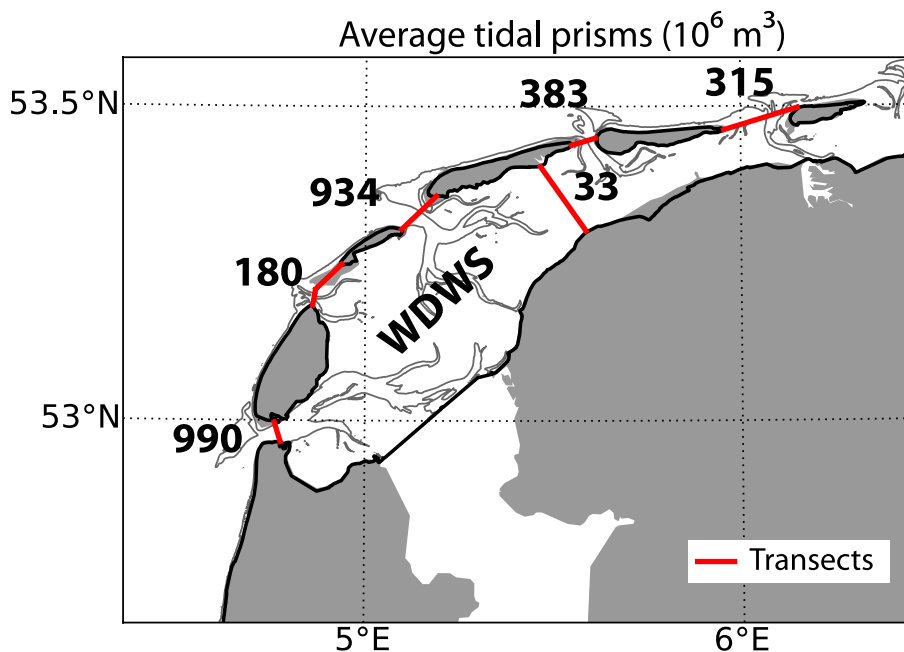 Average tidal prisms (10⁶ m³)
53.5°N
383
315
934
33
180
WDWS
53°N
990
Transects
5°E
6°E